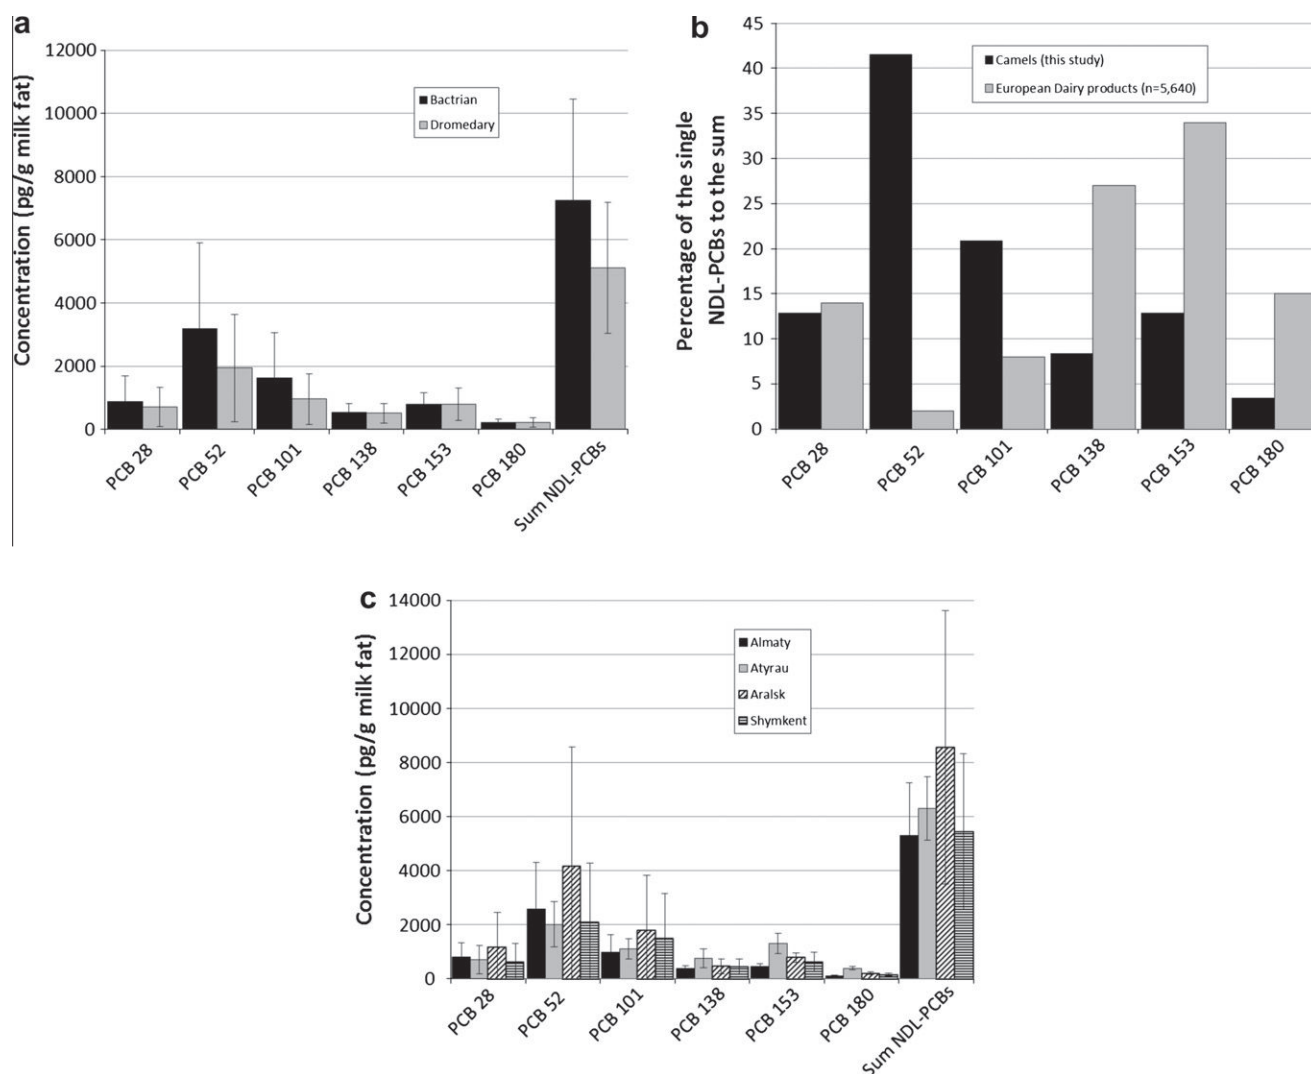 a
Concentration (pg/g milk fat)
12000
10000
8000
6000
4000
2000
0
Bactrian
Dromedary
PCB 28
PCB 52
PCB 101
PCB 138
PCB 153
PCB 180
Sum NDL-PCBs
b
Percentage of the single
NDL-PCBs to the sum
45
40
35
30
25
20
15
10
5
0
Camels (this study)
European Dairy products (n=5,640)
PCB 28
PCB 52
PCB 101
PCB 138
PCB 153
PCB 180
c
Concentration (pg/g milk fat)
14000
12000
10000
8000
6000
4000
2000
0
Almaty
Atyrau
Aralsk
Shymkent
PCB 28
PCB 52
PCB 101
PCB 138
PCB 153
PCB 180
Sum NDL-PCBs